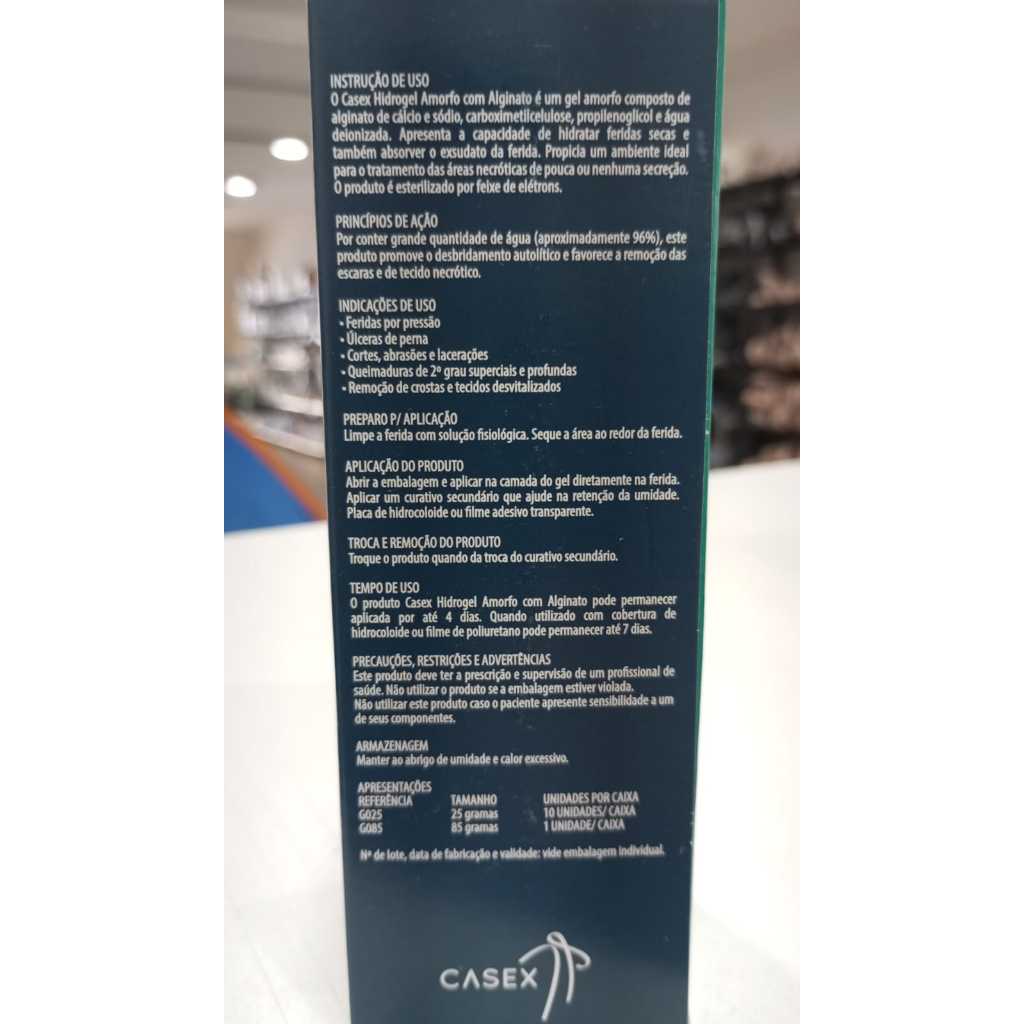 INSTRUÇÃO DE USO
O Casex Hidrogel Amorfo com Alginato é um gel amorfo composto de
alginato de cálcio e sódio, carboximetilcelulose, propilenoglicol e água
deionizada. Apresenta a capacidade de hidratar feridas secas e
também absorver o exsudato da ferida. Propicia um ambiente ideal
para o tratamento das áreas necróticas de pouca ou nenhuma secreção.
O produto é esterilizado por feixe de elétrons.
PRINCÍPIOS DE AÇÃO
Por conter grande quantidade de água (aproximadamente 96%), este
produto promove o desbridamento autolítico e favorece a remoção das
escaras e de tecido necrótico.
INDICAÇÕES DE USO
• Feridas por pressão
• Úlceras de perna
• Cortes, abrasões e lacerações
• Queimaduras de 2º grau superciais e profundas
• Remoção de crostas e tecidos desvitalizados
PREPARO P/ APLICAÇÃO
Limpe a ferida com solução fisiológica. Seque a área ao redor da ferida.
APLICAÇÃO DO PRODUTO
Abrir a embalagem e aplicar na camada do gel diretamente na ferida.
Aplicar um curativo secundário que ajude na retenção da umidade.
Placa de hidrocoloide ou filme adesivo transparente.
TROCA E REMOÇÃO DO PRODUTO
Troque o produto quando da troca do curativo secundário.
TEMPO DE USO
O produto Casex Hidrogel Amorfo com Alginato pode permanecer
aplicada por até 4 dias. Quando utilizado com cobertura de
hidrocoloide ou filme de poliuretano pode permanecer até 7 dias.
PRECAUÇÕES, RESTRIÇÕES E ADVERTÊNCIAS
Este produto deve ter a prescrição e supervisão de um profissional de
saúde. Não utilizar o produto se a embalagem estiver violada.
Não utilizar este produto caso o paciente apresente sensibilidade a um
de seus componentes.
ARMAZENAGEM
Manter ao abrigo de umidade e calor excessivo.
APRESENTAÇÕES
REFERÊNCIA TAMANHO UNIDADES POR CAIXA
G025 25 gramas 10 UNIDADES/ CAIXA
G085 85 gramas 1 UNIDADE/ CAIXA
Nº de lote, data de fabricação e validade: vide embalagem individual.
CASEX